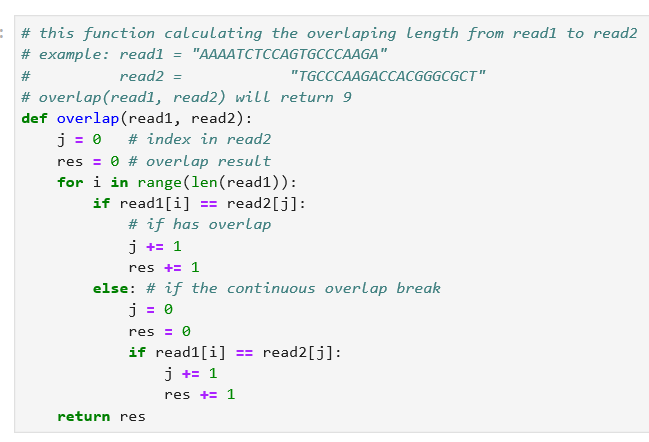 # this function calculating the overlaping length from read1 to read2
# example: read1 = "AAAATCTCCAGTGCCCAAGA"
#          read2 =            "TGCCCAAGACCACGGGCGCT"
# overlap(read1, read2) will return 9
def overlap(read1, read2):
    j = 0   # index in read2
    res = 0 # overlap result
    for i in range(len(read1)):
        if read1[i] == read2[j]:
            # if has overlap
            j += 1
            res += 1
        else: # if the continuous overlap break
            j = 0
            res = 0
            if read1[i] == read2[j]:
                j += 1
                res += 1
    return res